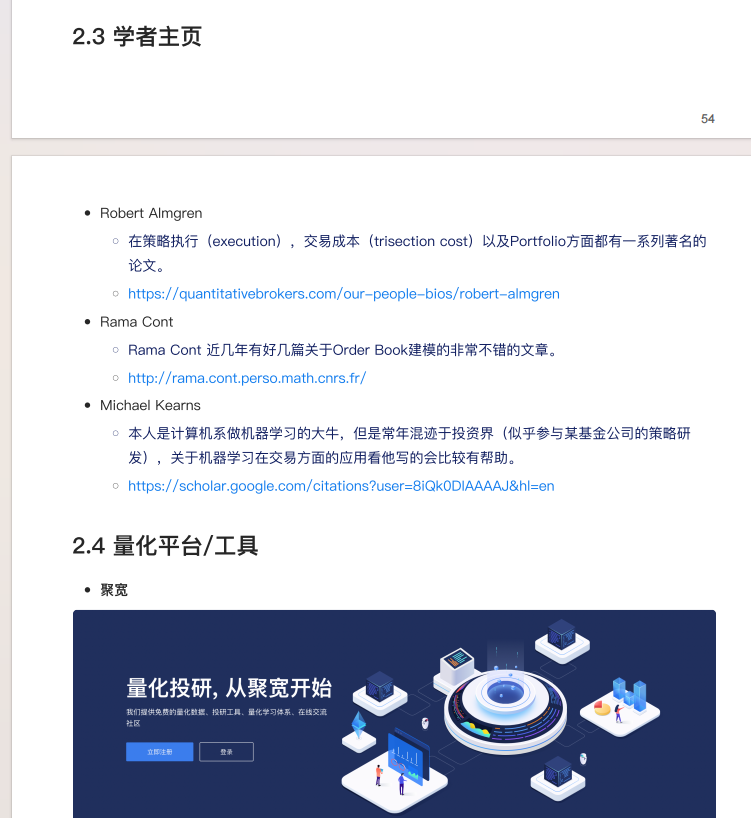 2.3 学者主页
54
• Robert Almgren
○ 在策略执行（execution），交易成本（trisection cost）以及Portfolio方面都有一系列著名的
论文。
○ https://quantitativebrokers.com/our-people-bios/robert-almgren
• Rama Cont
○ Rama Cont 近几年有好几篇关于Order Book建模的非常不错的文章。
○ http://rama.cont.perso.math.cnrs.fr/
• Michael Kearns
○ 本人是计算机系做机器学习的大牛，但是常年混迹于投资界（似乎参与某基金公司的策略研
发），关于机器学习在交易方面的应用看他写的会比较有帮助。
○ https://scholar.google.com/citations?user=8iQk0DIAAAAJ&hl=en
2.4 量化平台/工具
• 聚宽
量化投研, 从聚宽开始
我们提供免费的量化数据、投研工具、量化学习体系、在线交流
社区
立即注册 登录